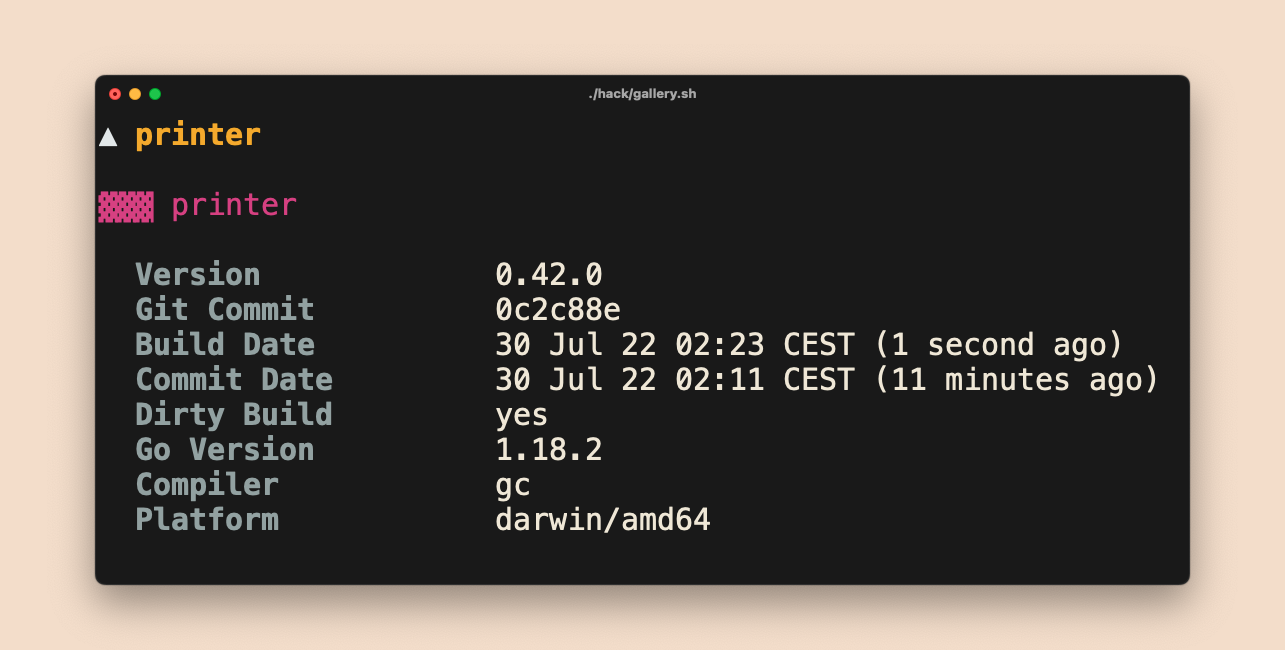 ./hack/gallery.sh
▲ printer
▓▓▓ printer
Version 0.42.0
Git Commit 0c2c88e
Build Date 30 Jul 22 02:23 CEST (1 second ago)
Commit Date 30 Jul 22 02:11 CEST (11 minutes ago)
Dirty Build yes
Go Version 1.18.2
Compiler gc
Platform darwin/amd64